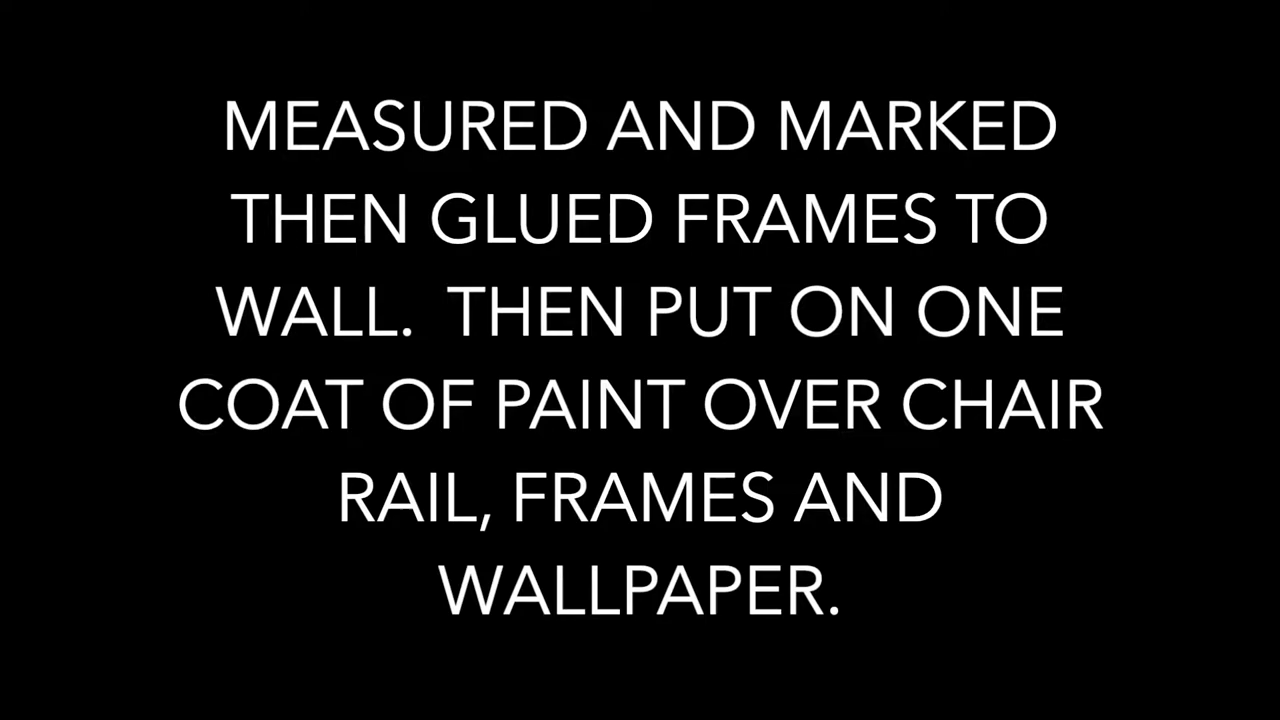 MEASURED AND MARKED
THEN GLUED FRAMES TO
WALL.  THEN PUT ON ONE
COAT OF PAINT OVER CHAIR
RAIL, FRAMES AND
WALLPAPER.